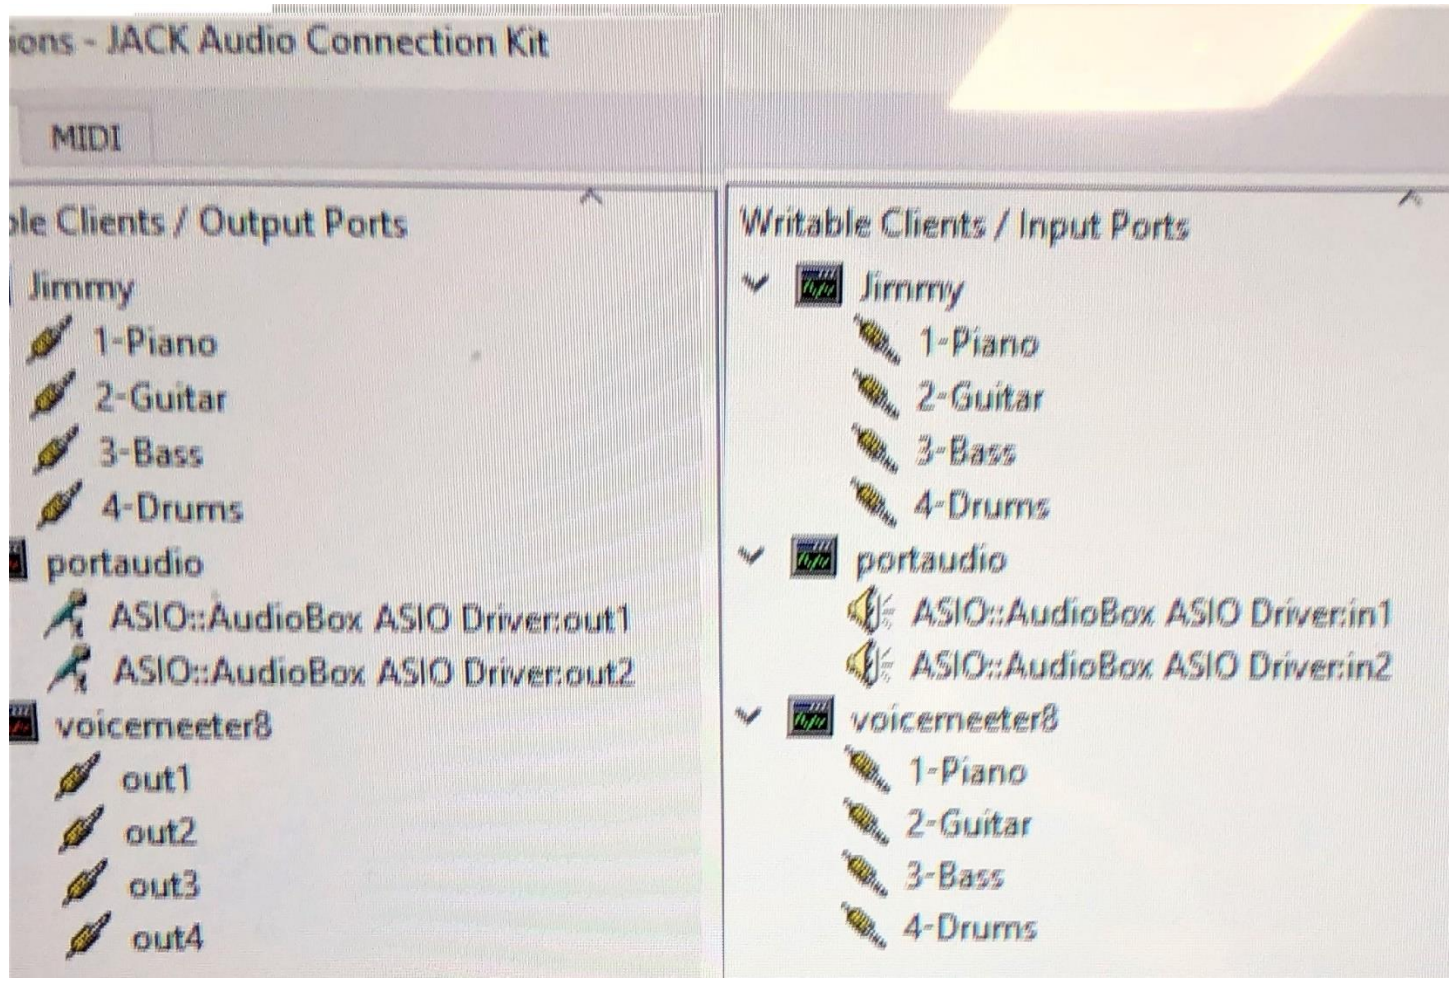 ions - JACK Audio Connection Kit
MIDI
ble Clients / Output Ports
Jimmy
1-Piano
2-Guitar
3-Bass
4-Drums
portaudio
ASIO::AudioBox ASIO Driver:out1
ASIO::AudioBox ASIO Driver:out2
voicemeeter8
out1
out2
out3
out4
Writable Clients / Input Ports
Jimmy
1-Piano
2-Guitar
3-Bass
4-Drums
portaudio
ASIO::AudioBox ASIO Driver:in1
ASIO::AudioBox ASIO Driver:in2
voicemeeter8
1-Piano
2-Guitar
3-Bass
4-Drums